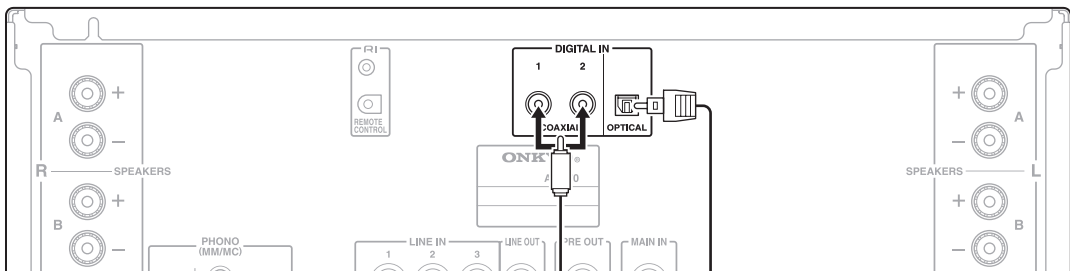 RI
DIGITAL IN
1 2
COAXIAL OPTICAL
REMOTE
CONTROL
+ +
A A
− −
ONKYO ®
R L
SPEAKERS SPEAKERS
+ +
B B
− −
PHONO
(MM/MC)
LINE IN LINE OUT PRE OUT MAIN IN
1 2 3